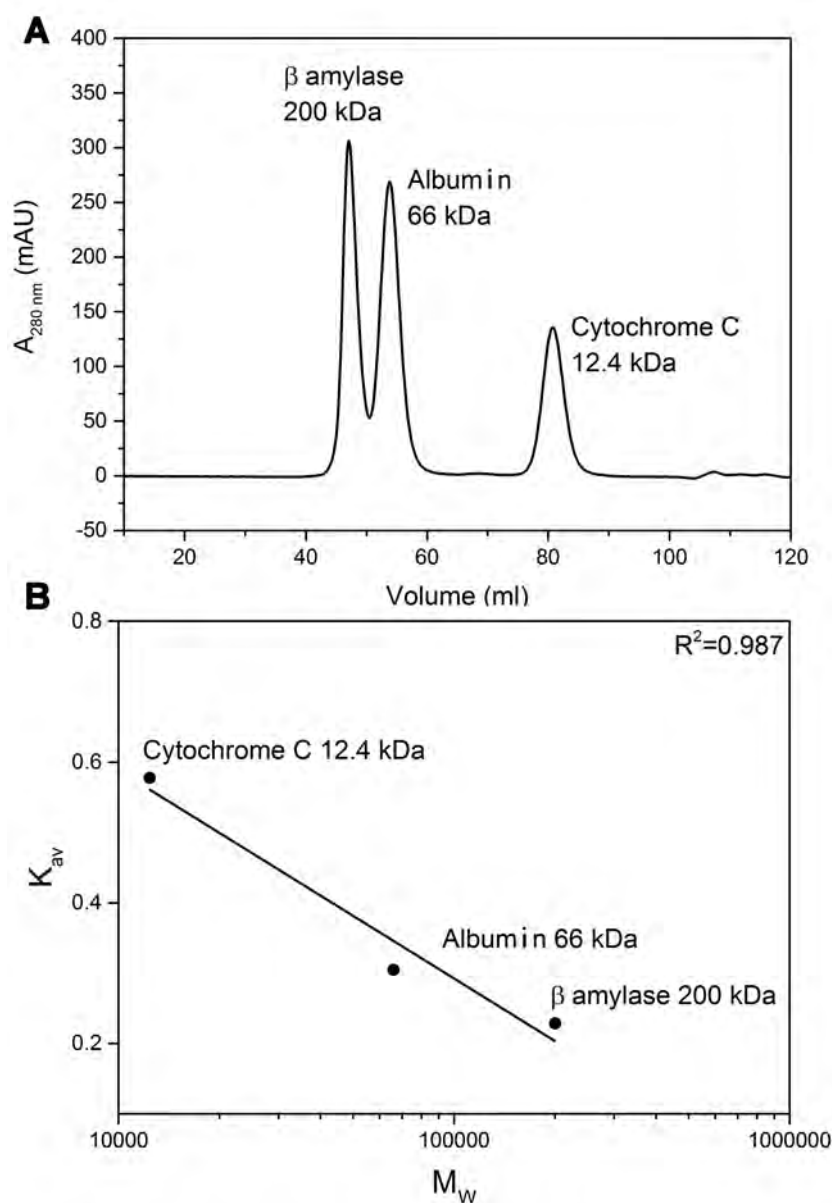 A
400
350
300
250
200
150
100
50
0
-50
A280 nm (mAU)
β amylase
200 kDa
Albumin
66 kDa
Cytochrome C
12.4 kDa
20
40
60
80
100
120
Volume (ml)
B
0.8
0.6
0.4
0.2
Kav
R²=0.987
Cytochrome C 12.4 kDa
Albumin 66 kDa
β amylase 200 kDa
10000
100000
1000000
MW